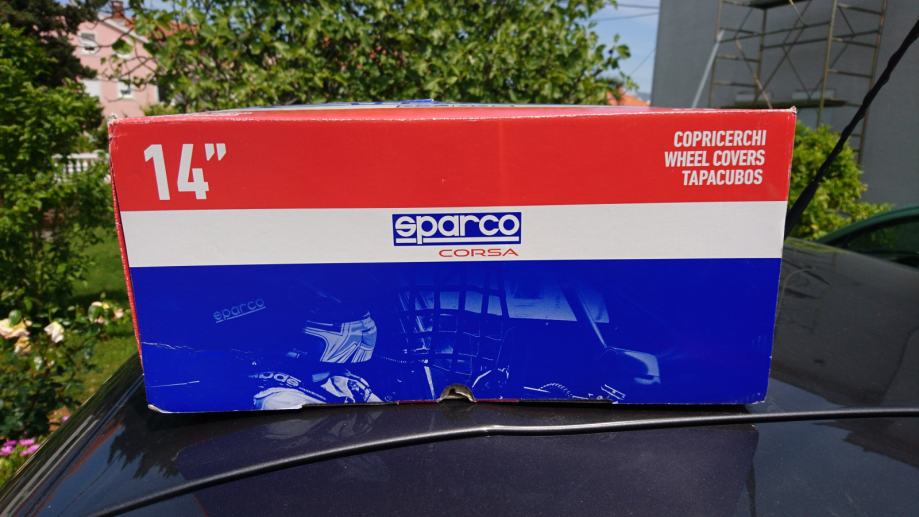 14”
COPRICERCHI
WHEEL COVERS
TAPACUBOS
sparco
CORSA
sparco